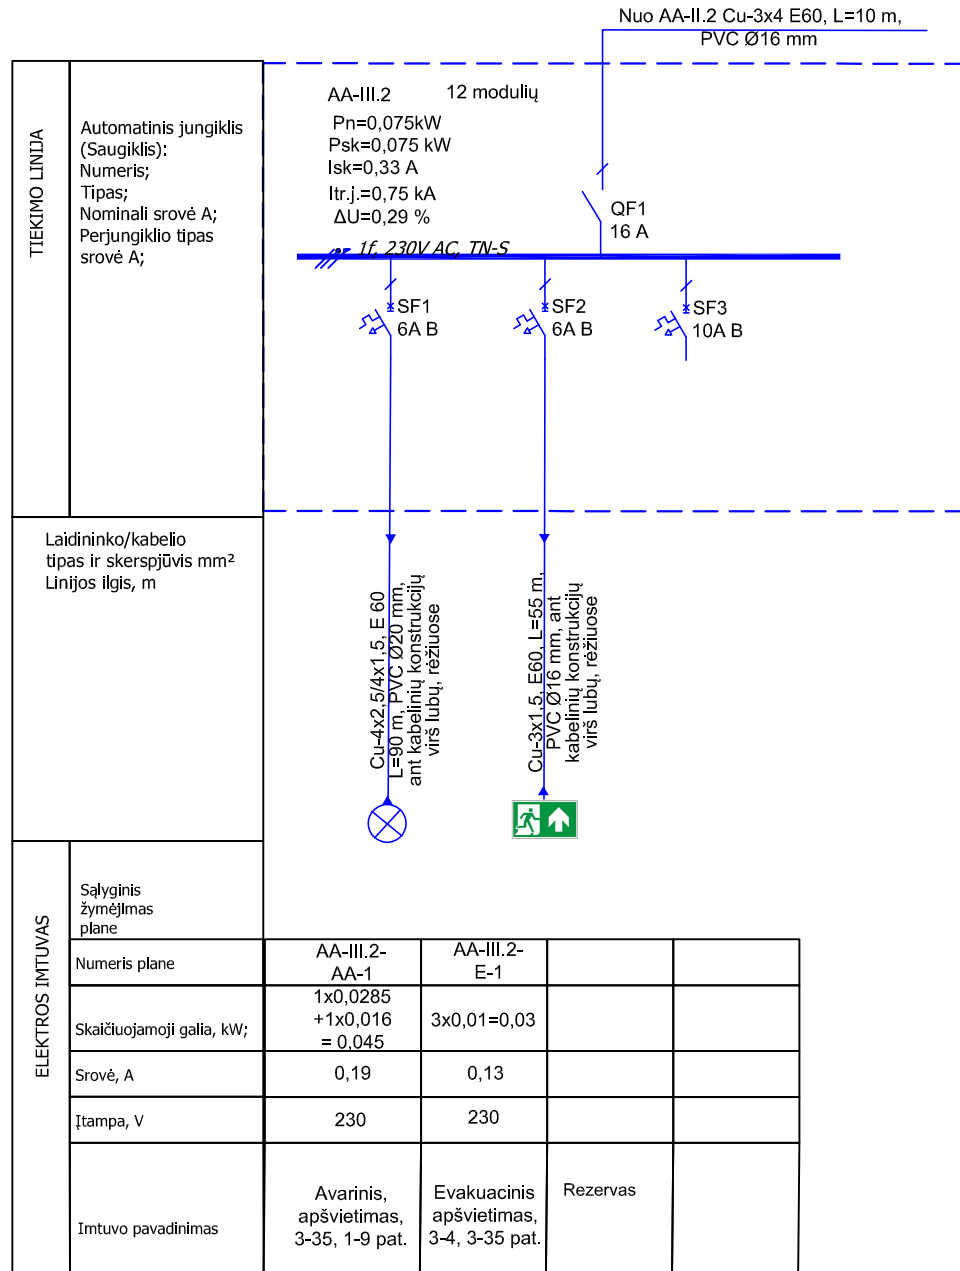 Nuo AA-II.2 Cu-3x4 E60, L=10 m,
PVC Ø16 mm
TIEKIMO LINIJA
Automatinis jungiklis
(Saugiklis):
Numeris;
Tipas;
Nominali srovė A;
Perjungiklio tipas
srovė A;
AA-III.2
12 modulių
Pn=0,075kW
Psk=0,075 kW
Isk=0,33 A
Itr.j.=0,75 kA
ΔU=0,29 %
QF1
16 A
1f, 230V AC, TN-S
SF1
6A B
SF2
6A B
SF3
10A B
Laidininko/kabelio
tipas ir skerspjūvis mm²
Linijos ilgis, m
Cu-4x2,5/4x1,5, E 60
L=90 m, PVC Ø20 mm,
ant kabelinių konstrukcijų
virš lubų, rėžiuose
Cu-3x1,5, E60, L=55 m,
PVC Ø16 mm, ant
kabelinių konstrukcijų
virš lubų, rėžiuose
ELEKTROS IMTUVAS
Sąlyginis
žymėjlmas
plane
Numeris plane
AA-III.2-
AA-1
AA-III.2-
E-1
Skaičiuojamoji galia, kW;
1x0,0285
+1x0,016
= 0,045
3x0,01=0,03
Srovė, A
0,19
0,13
Įtampa, V
230
230
Imtuvo pavadinimas
Avarinis,
apšvietimas,
3-35, 1-9 pat.
Evakuacinis
apšvietimas,
3-4, 3-35 pat.
Rezervas